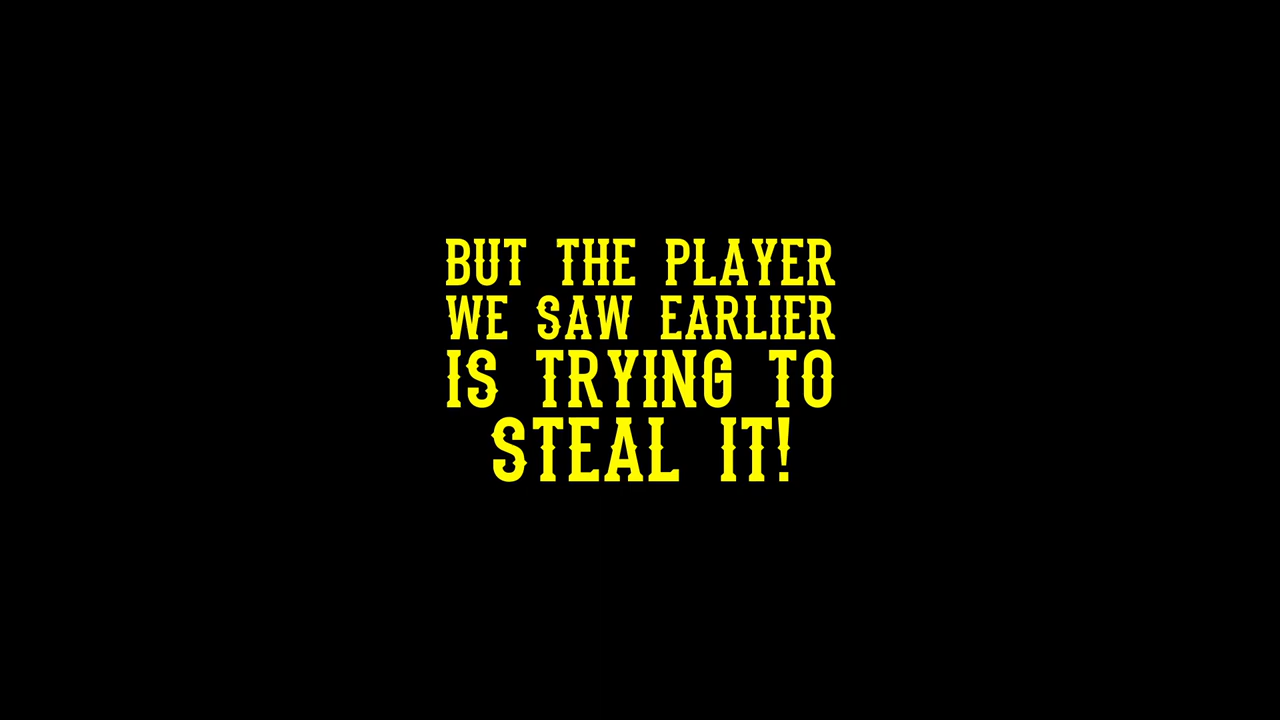 BUT THE PLAYER
WE SAW EARLIER
IS TRYING TO
STEAL IT!